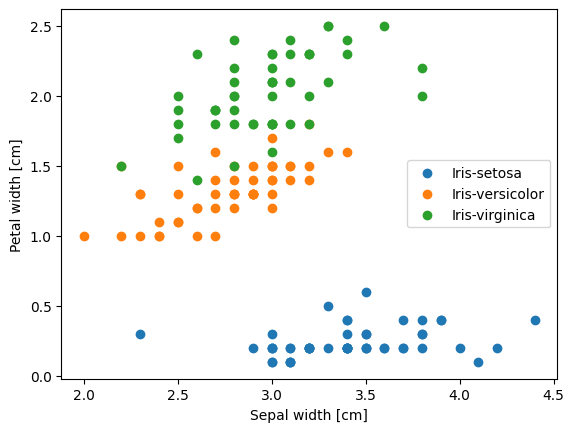 2.5
2.0
1.5
1.0
0.5
0.0
Petal width [cm]
Iris-setosa
Iris-versicolor
Iris-virginica
2.0 2.5 3.0 3.5 4.0 4.5
Sepal width [cm]